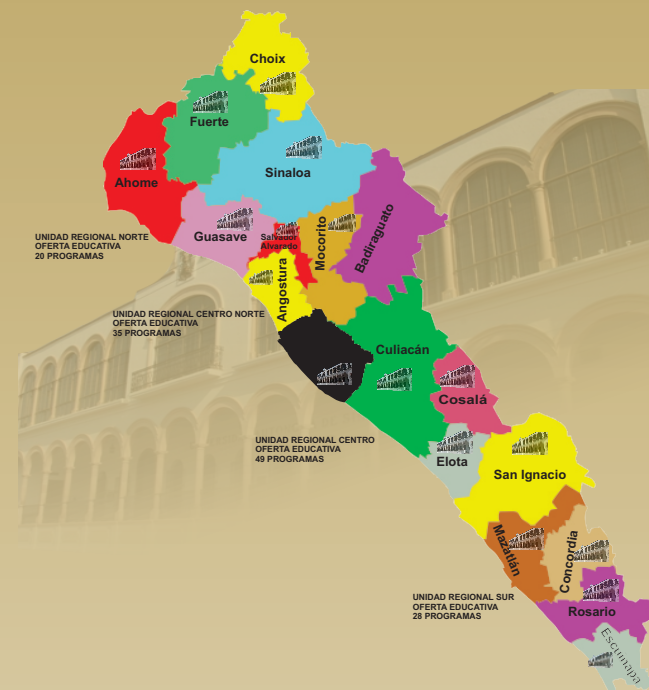 Choix
Fuerte
Sinaloa
Ahome
Badiraguato
Guasave
Salvador
Alvarado
Mocorito
UNIDAD REGIONAL NORTE
OFERTA EDUCATIVA
20 PROGRAMAS
Angostura
UNIDAD REGIONAL CENTRO NORTE
OFERTA EDUCATIVA
35 PROGRAMAS
Culiacán
Cosalá
UNIDAD REGIONAL CENTRO
OFERTA EDUCATIVA
49 PROGRAMAS
Elota
San Ignacio
Mazatlán
Concordia
UNIDAD REGIONAL SUR
OFERTA EDUCATIVA
28 PROGRAMAS
Rosario
Escuinapa